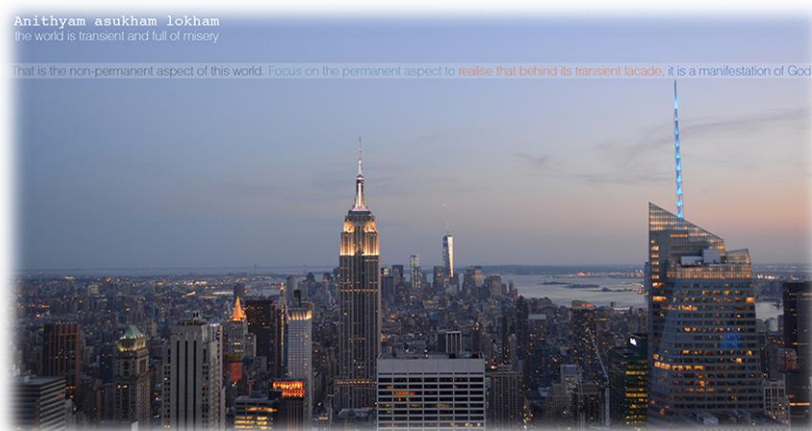 Anithyam asukham lokham
the world is transient and full of misery
That is the non-permanent aspect of this world. Focus on the permanent aspect to realise that behind its transient facade, it is a manifestation of God